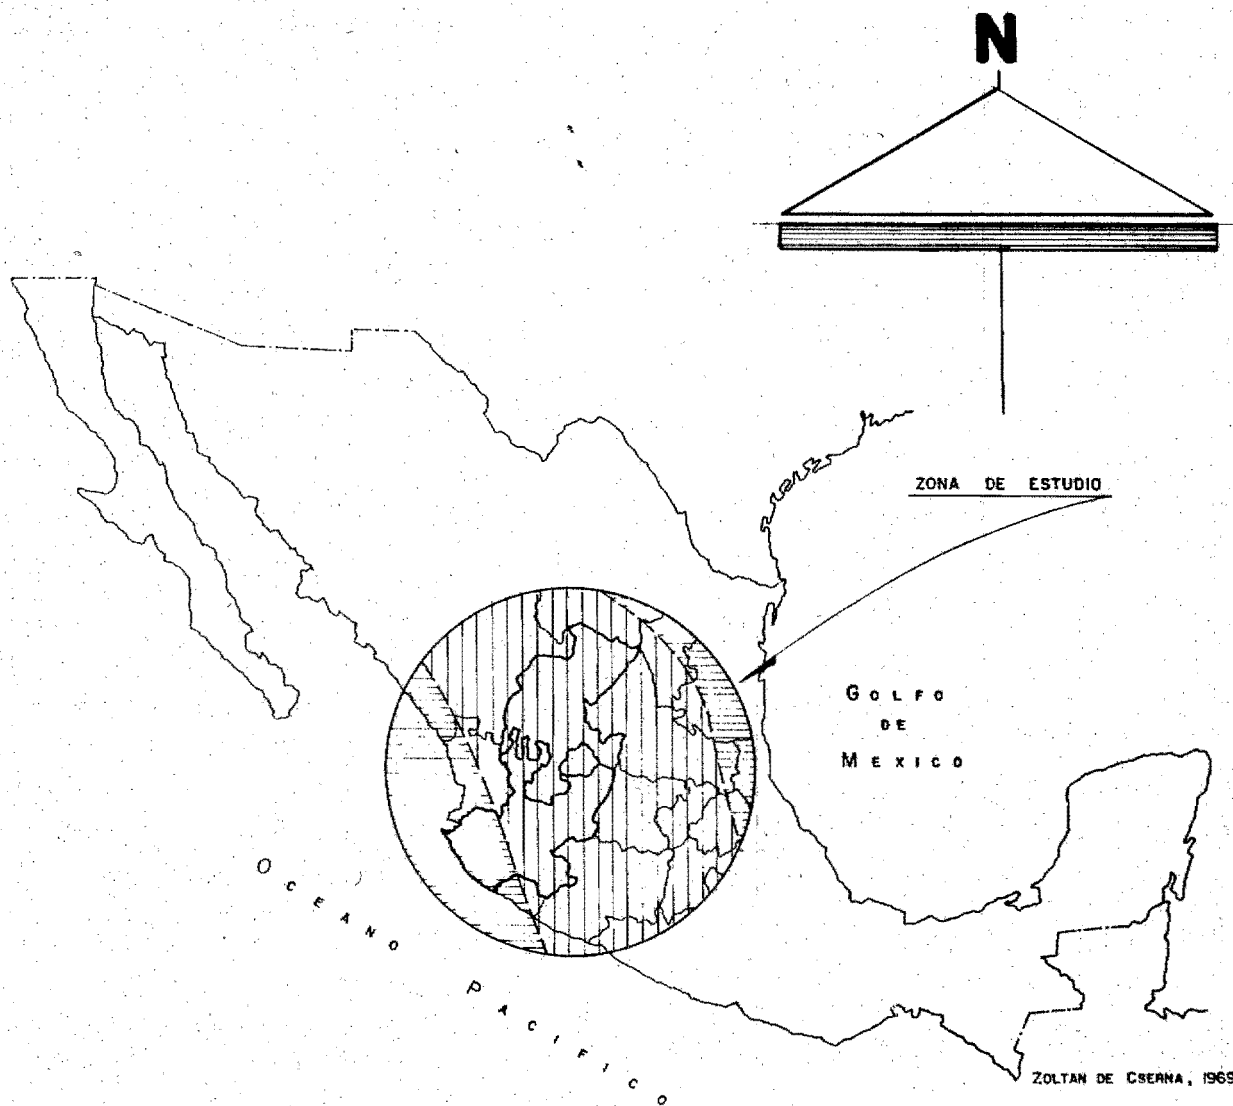 N
ZONA DE ESTUDIO
GOLFO
DE
MEXICO
OCEANO PACIFICO
ZOLTAN DE CSERNA, 1969